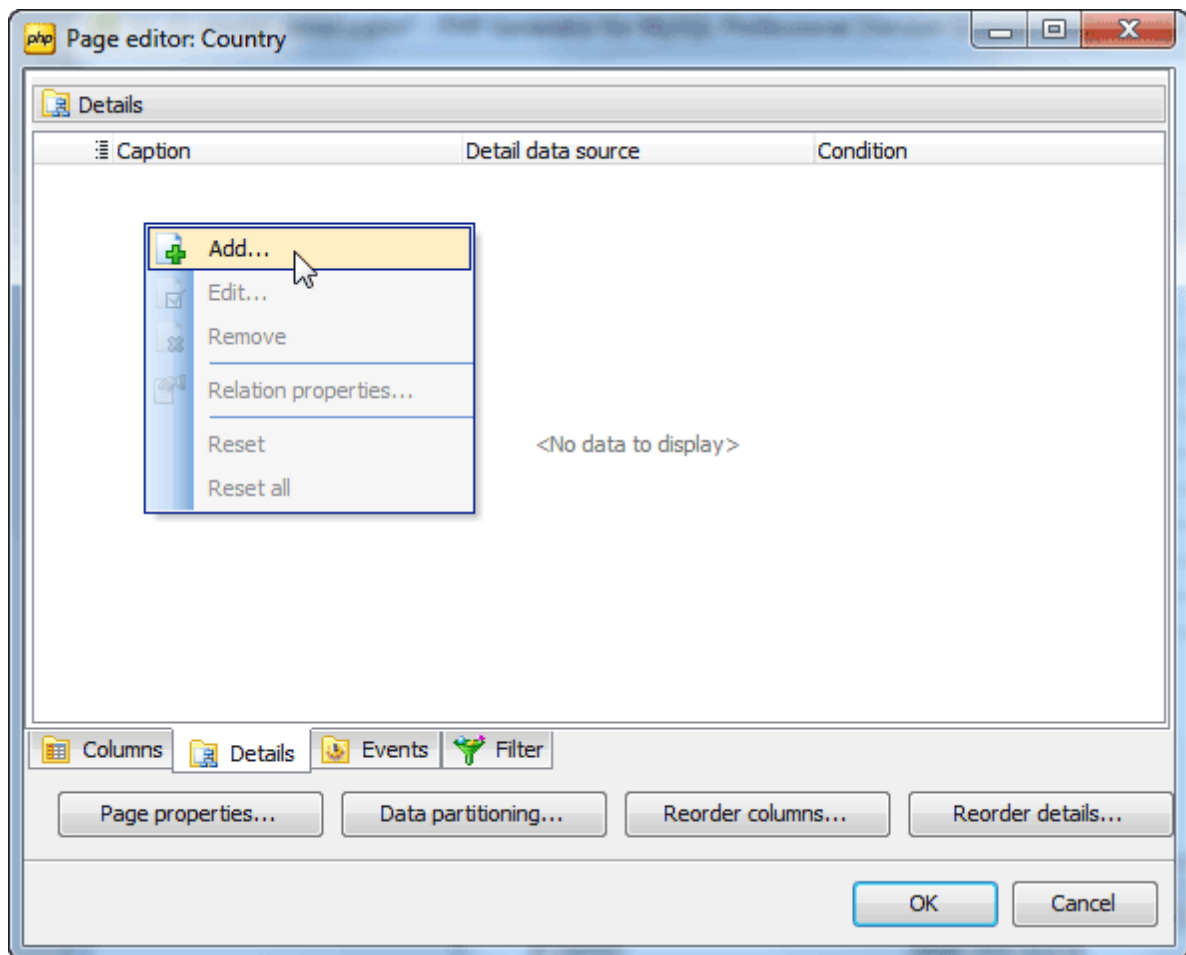 php Page editor: Country
Details
Caption Detail data source Condition
Add...
Edit...
Remove
Relation properties...
Reset <No data to display>
Reset all
Columns Details Events Filter
Page properties... Data partitioning... Reorder columns... Reorder details...
OK Cancel